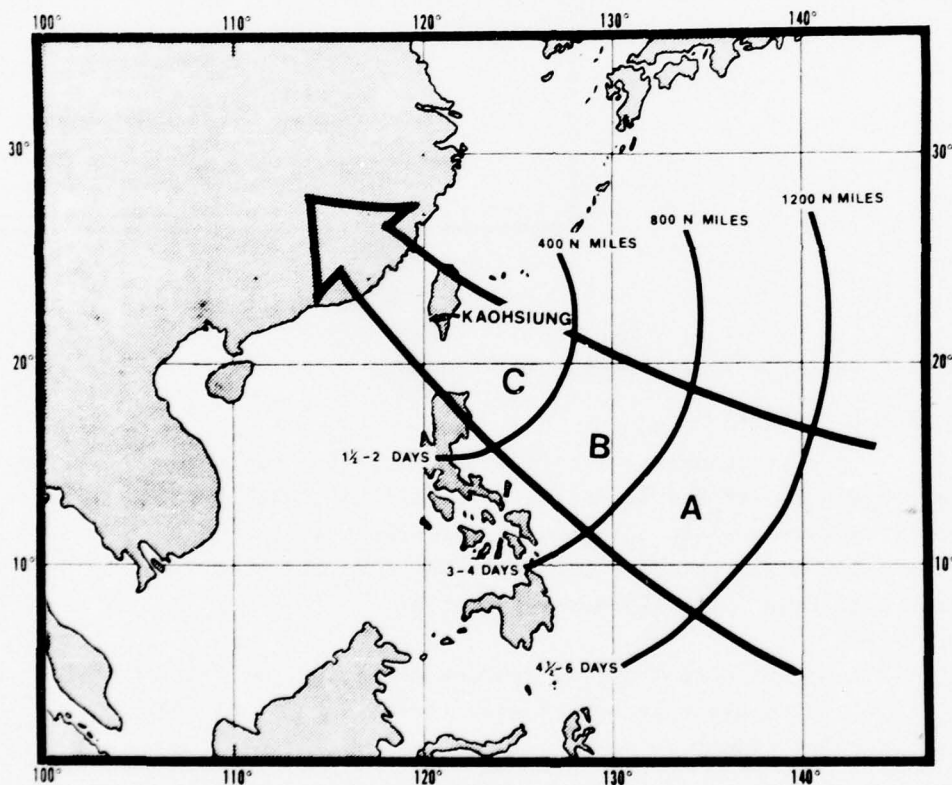 100° 110° 120° 130° 140°
1200 N MILES
800 N MILES
400 N MILES
30° 30°
KAOHSIUNG
20° 20°
C
1½-2 DAYS
B
A
10° 10°
3-4 DAYS
4½-6 DAYS
100° 110° 120° 130° 140°